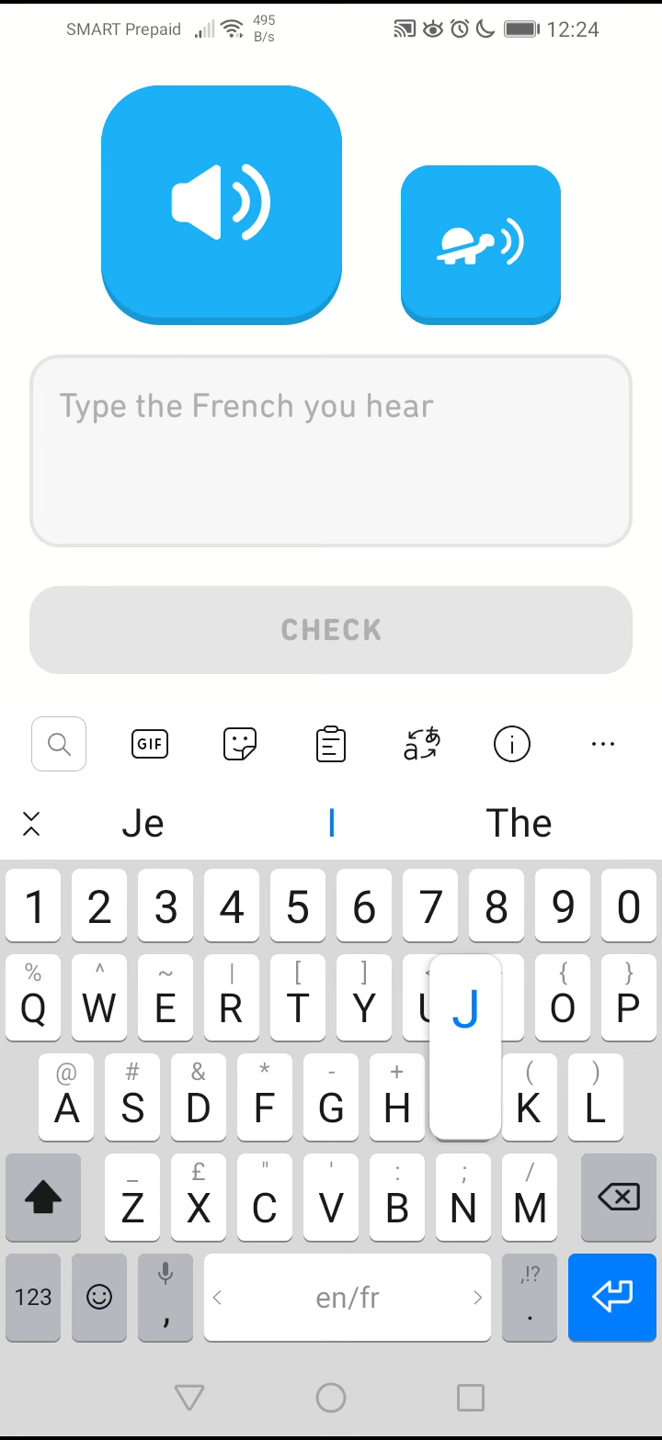 SMART Prepaid 495 B/s 12:24
Type the French you hear
CHECK
GIF
Je I The
1 2 3 4 5 6 7 8 9 0
% ^ ~ | [ ] { }
Q W E R T Y U O P
J
@ # & * - + ( )
A S D F G H K L
_ £ " ' : ; /
Z X C V B N M
123 , en/fr ,!? .